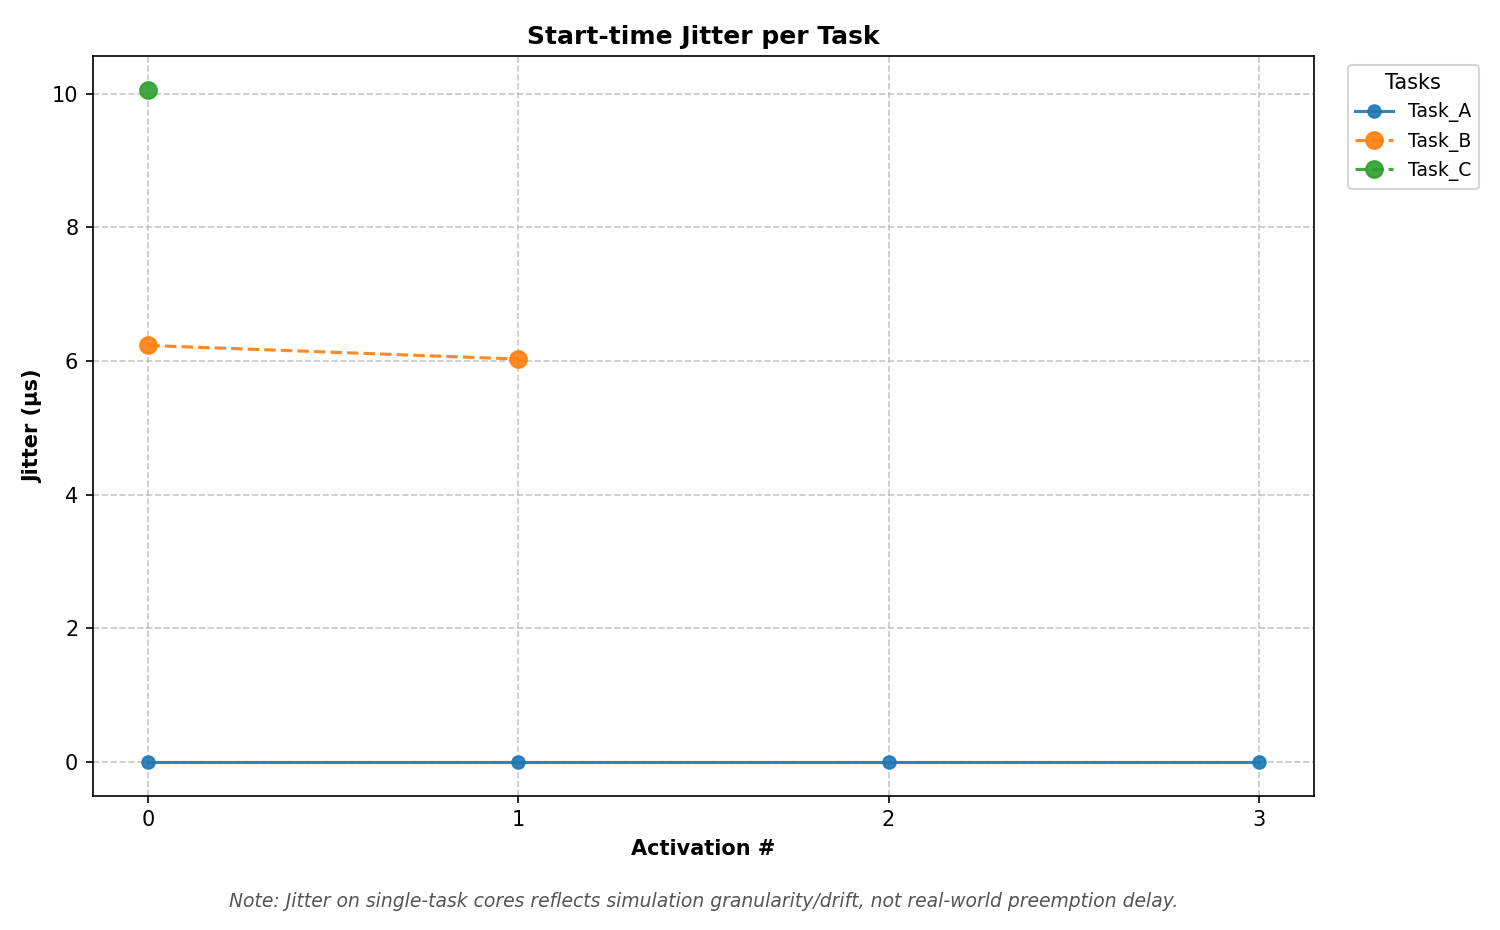 Start-time Jitter per Task
Tasks
Task_A
Task_B
Task_C
10
8
6
4
2
0
Jitter (µs)
0 1 2 3
Activation #
Note: Jitter on single-task cores reflects simulation granularity/drift, not real-world preemption delay.